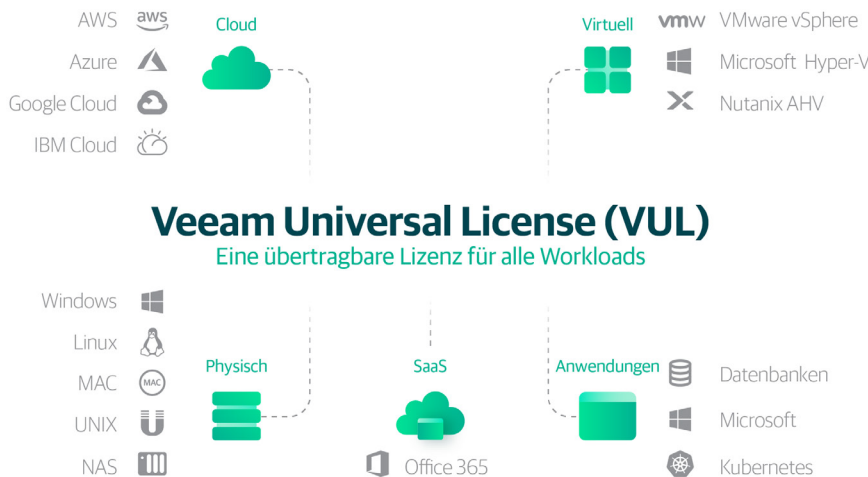 AWS aws
Azure
Google Cloud
IBM Cloud
Cloud
Virtuell
vmw VMware vSphere
Microsoft Hyper-V
Nutanix AHV
Veeam Universal License (VUL)
Eine übertragbare Lizenz für alle Workloads
Windows
Linux
MAC MAC
UNIX
NAS
Physisch
SaaS
Office 365
Anwendungen
Datenbanken
Microsoft
Kubernetes